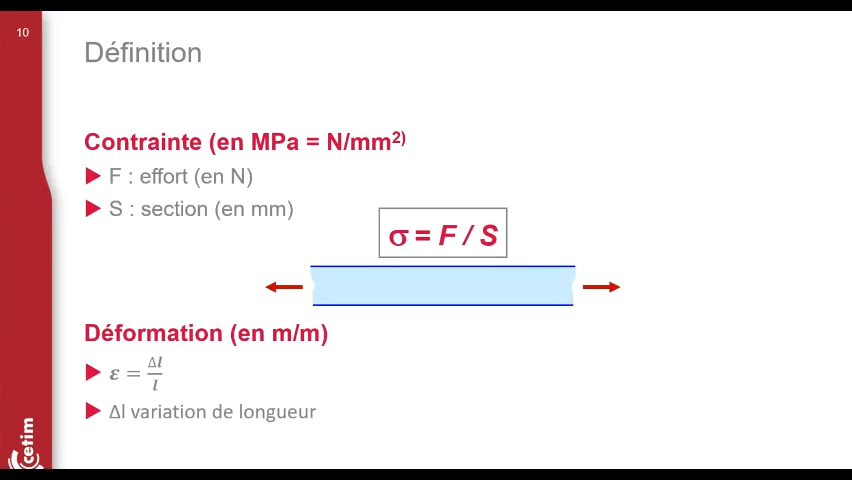 10
Définition
Contrainte (en MPa = N/mm²⁾
F : effort (en N)
S : section (en mm)
σ = F / S
Déformation (en m/m)
ε = Δl/l
Δl variation de longueur
cetim